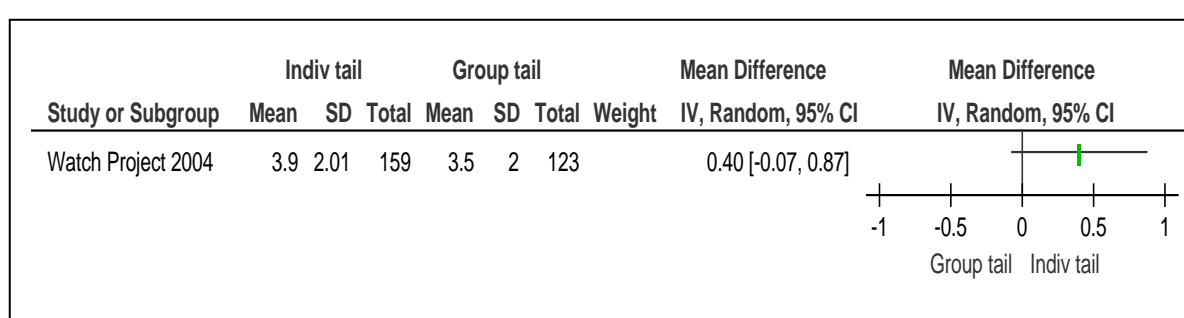 Indiv tail Group tail Mean Difference Mean Difference
Study or Subgroup Mean SD Total Mean SD Total Weight IV, Random, 95% CI IV, Random, 95% CI
Watch Project 2004 3.9 2.01 159 3.5 2 123 0.40 [-0.07, 0.87]
-1 -0.5 0 0.5 1
Group tail Indiv tail